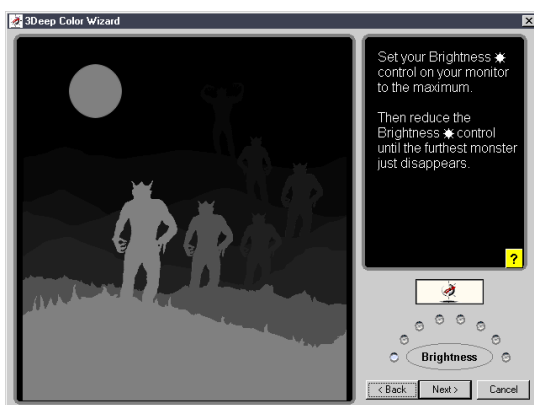 3Deep Color Wizard
Set your Brightness
control on your monitor
to the maximum.
Then reduce the
Brightness control
until the furthest monster
just disappears.
?
Brightness
< Back
Next >
Cancel